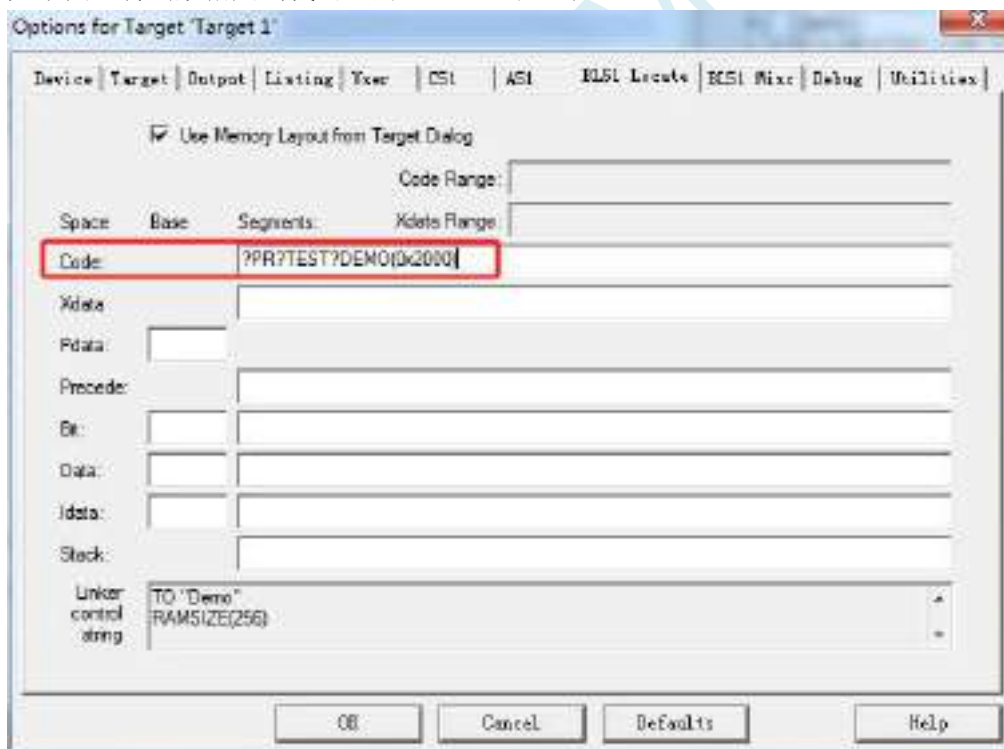 Options for Target 'Target 1'
Device Target Output Listing User C51 A51 BL51 Locate BL51 Misc Debug Utilities
Use Memory Layout from Target Dialog
Code Range:
Space Base Segments: Xdata Range
Code: ?PR?TEST?DEMO(0x2000)
Xdata
Pdata:
Precede:
Bit:
Data:
Idata:
Stack:
Linker control string
TO "Demo"
RAMSIZE(256)
OK Cancel Defaults Help